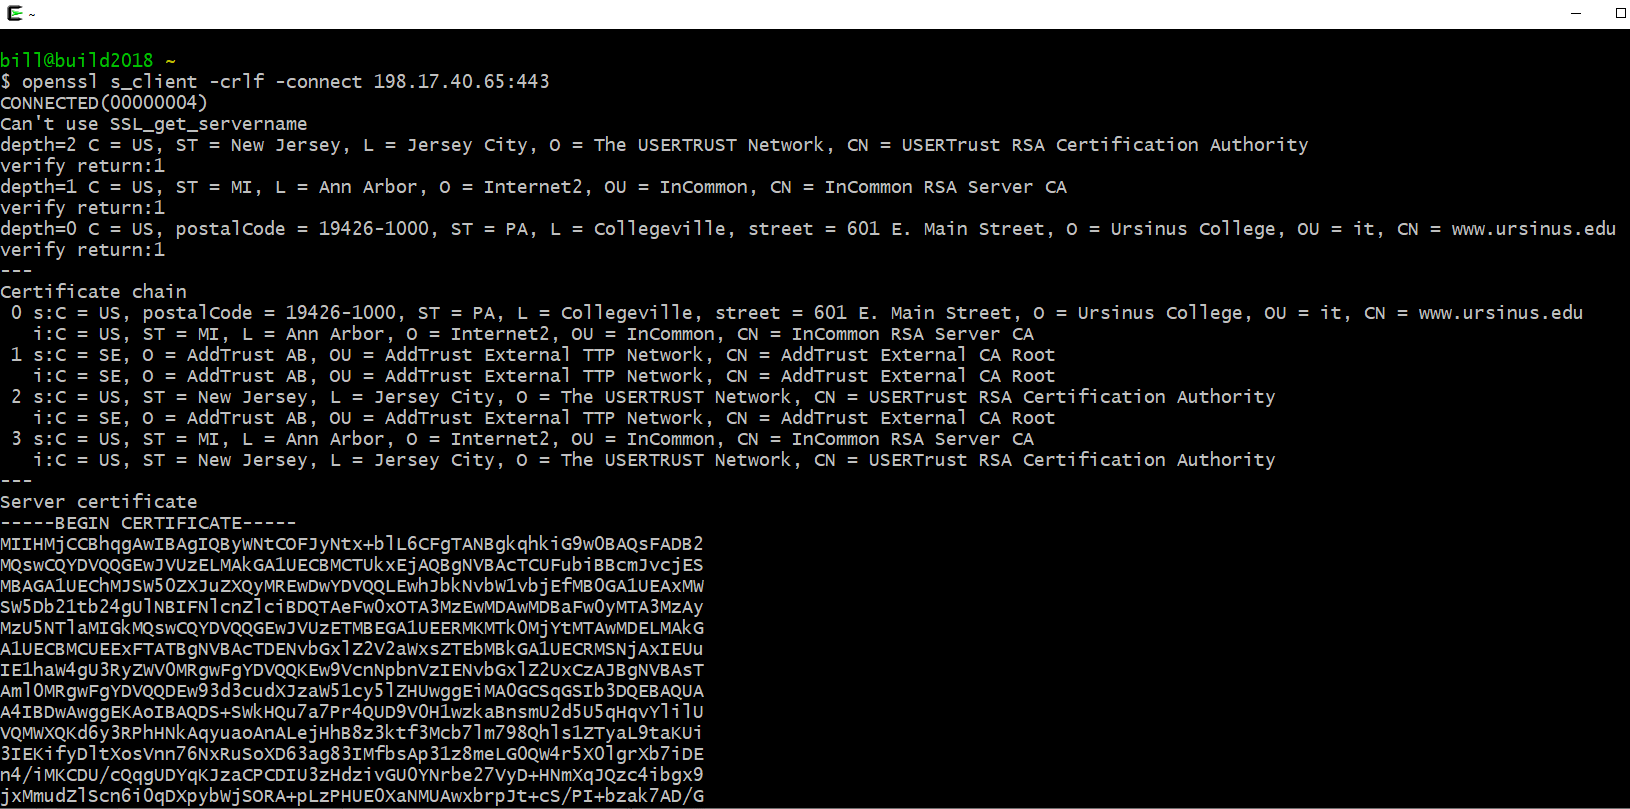 ~
bill@build2018 ~
$ openssl s_client -crlf -connect 198.17.40.65:443
CONNECTED(00000004)
Can't use SSL_get_servername
depth=2 C = US, ST = New Jersey, L = Jersey City, O = The USERTRUST Network, CN = USERTrust RSA Certification Authority
verify return:1
depth=1 C = US, ST = MI, L = Ann Arbor, O = Internet2, OU = InCommon, CN = InCommon RSA Server CA
verify return:1
depth=0 C = US, postalCode = 19426-1000, ST = PA, L = Collegeville, street = 601 E. Main Street, O = Ursinus College, OU = it, CN = www.ursinus.edu
verify return:1
---
Certificate chain
 0 s:C = US, postalCode = 19426-1000, ST = PA, L = Collegeville, street = 601 E. Main Street, O = Ursinus College, OU = it, CN = www.ursinus.edu
   i:C = US, ST = MI, L = Ann Arbor, O = Internet2, OU = InCommon, CN = InCommon RSA Server CA
 1 s:C = SE, O = AddTrust AB, OU = AddTrust External TTP Network, CN = AddTrust External CA Root
   i:C = SE, O = AddTrust AB, OU = AddTrust External TTP Network, CN = AddTrust External CA Root
 2 s:C = US, ST = New Jersey, L = Jersey City, O = The USERTRUST Network, CN = USERTrust RSA Certification Authority
   i:C = SE, O = AddTrust AB, OU = AddTrust External TTP Network, CN = AddTrust External CA Root
 3 s:C = US, ST = MI, L = Ann Arbor, O = Internet2, OU = InCommon, CN = InCommon RSA Server CA
   i:C = US, ST = New Jersey, L = Jersey City, O = The USERTRUST Network, CN = USERTrust RSA Certification Authority
---
Server certificate
-----BEGIN CERTIFICATE-----
MIIHMjCCBhqgAwIBAgIQByWNtCOFJyNtx+blL6CFgTANBgkqhkiG9w0BAQsFADB2
MQswCQYDVQQGEwJVUzELMAkGA1UECBMCTUkxEjAQBgNVBAcTCUFubiBBcmJvcjES
MBAGA1UEChMJSW50ZXJuZXQyMREwDwYDVQQLEwhJbkNvbW1vbjEfMB0GA1UEAxMW
SW5Db21tb24gUlNBIFNlcnZlciBDQTAeFw0xOTA3MzEwMDAwMDBaFw0yMTA3MzAy
MzU5NTlaMIGkMQswCQYDVQQGEwJVUzETMBEGA1UEERMKMTk0MjYtMTAwMDELMAkG
A1UECBMCUEExFTATBgNVBAcTDENvbGxlZ2V2aWxsZTEbMBkGA1UECRMSNjAxIEUu
IE1haW4gU3RyZWV0MRgwFgYDVQQKEw9VcnNpbnVzIENvbGxlZ2UxCzAJBgNVBAsT
Aml0MRgwFgYDVQQDEw93d3cudXJzaW51cy5lZHUwggEiMA0GCSqGSIb3DQEBAQUA
A4IBDwAwggEKAoIBAQDS+SWkHQu7a7Pr4QUD9V0H1wzkaBnsmU2d5U5qHqvYlilU
VQMWXQKd6y3RPhHNkAqyuaoAnALejHhB8z3ktf3Mcb7lm798Qhls1ZTyaL9taKUi
3IEKifyDltXosVnn76NxRuSoXD63ag83IMfbsAp31z8meLG0QW4r5X0lgrXb7iDE
n4/iMKCDU/cQqgUDYqKJzaCPCDIU3zHdzivGU0YNrbe27VyD+HNmXqJQzc4ibgx9
jxMmudZlScn6i0qDXpybWjSORA+pLzPHUE0XaNMUAwxbrpJt+cS/PI+bzak7AD/G